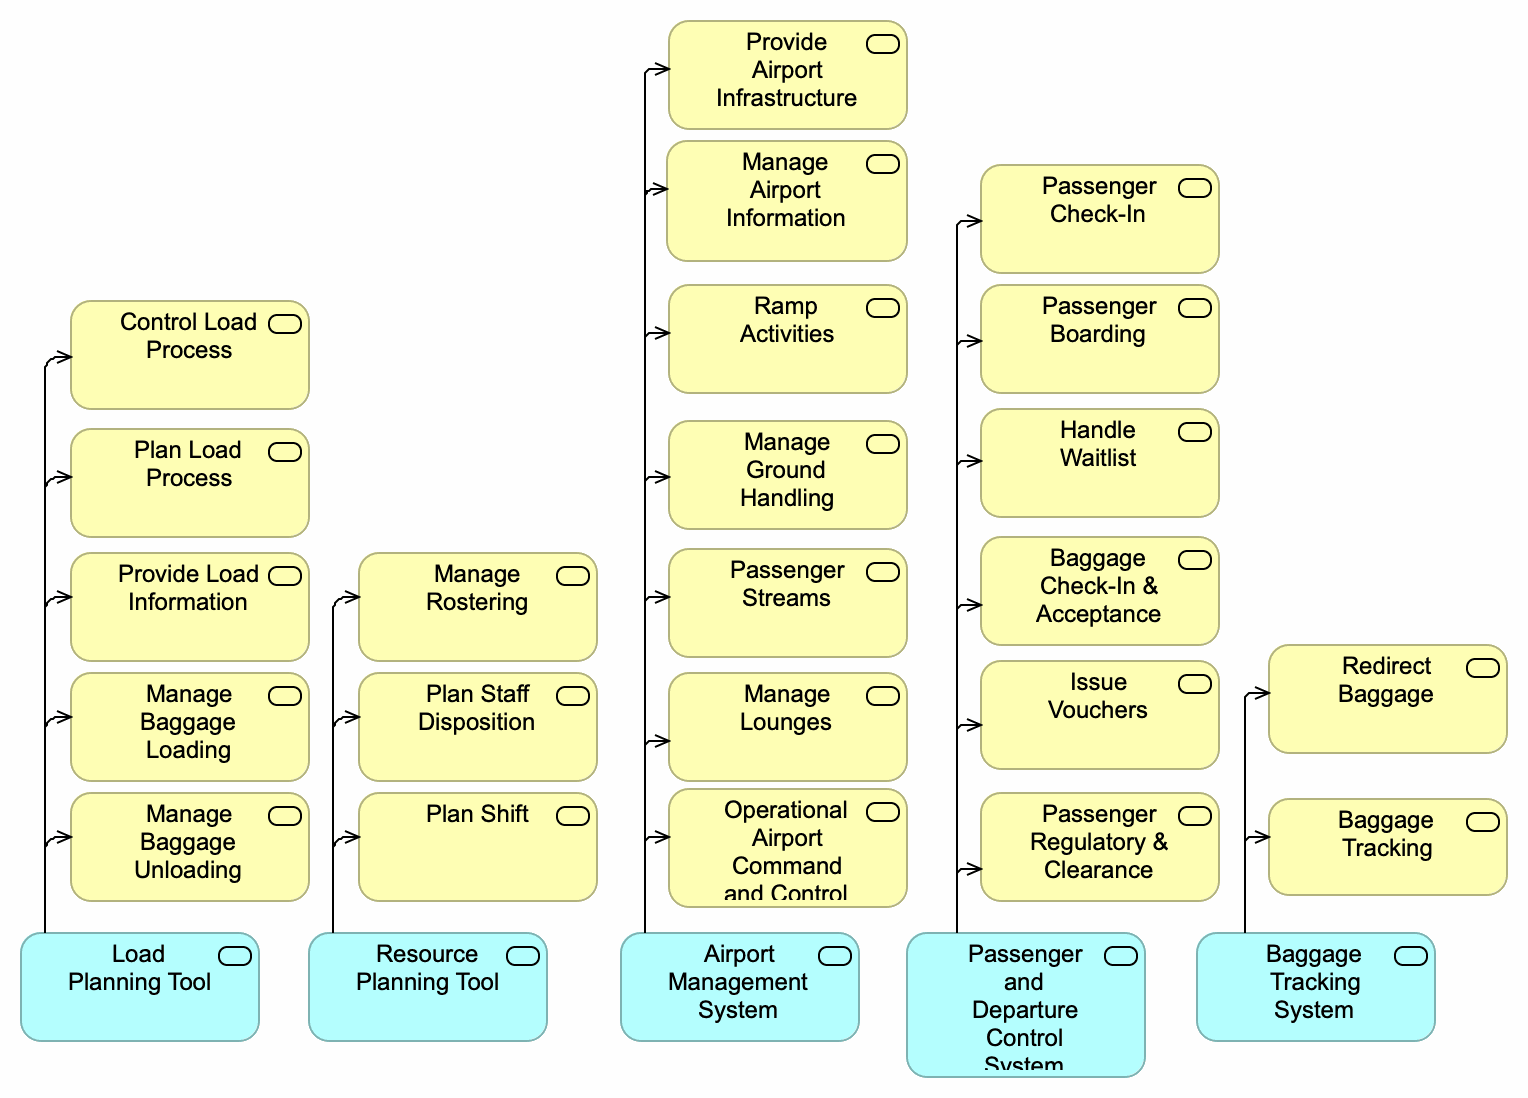 Provide
Airport
Infrastructure
Manage
Airport
Information
Passenger
Check-In
Ramp
Activities
Passenger
Boarding
Control Load
Process
Manage
Ground
Handling
Handle
Waitlist
Plan Load
Process
Passenger
Streams
Baggage
Check-In &
Acceptance
Provide Load
Information
Manage
Rostering
Manage
Baggage
Loading
Plan Staff
Disposition
Manage
Lounges
Issue
Vouchers
Redirect
Baggage
Manage
Baggage
Unloading
Plan Shift
Operational
Airport
Command
and Control
Passenger
Regulatory &
Clearance
Baggage
Tracking
Load
Planning Tool
Resource
Planning Tool
Airport
Management
System
Passenger
and
Departure
Control
System
Baggage
Tracking
System